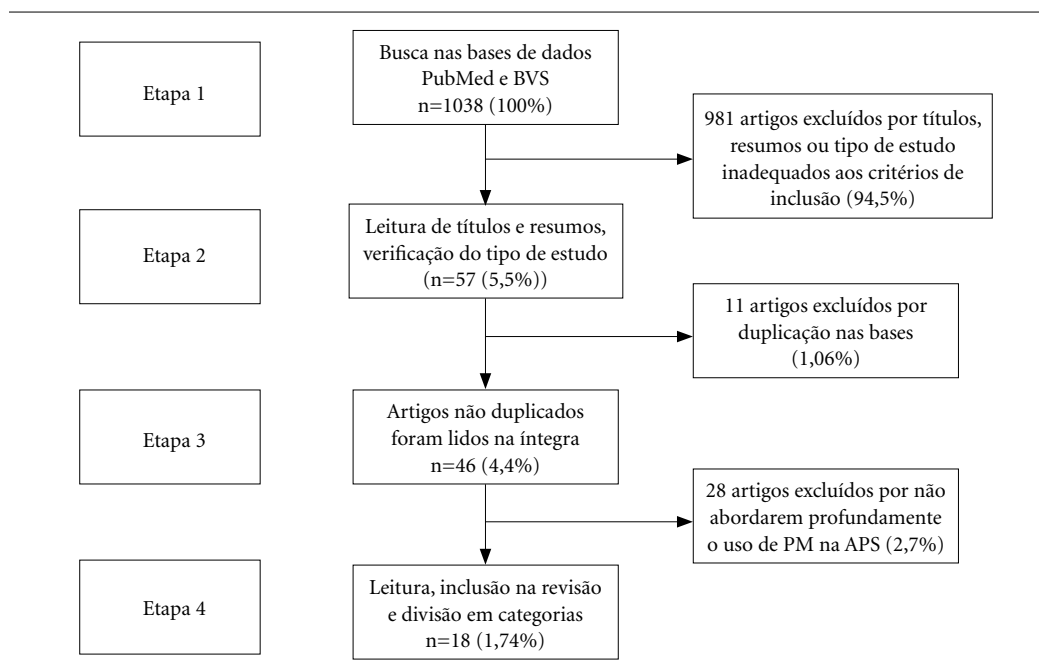 Etapa 1
Busca nas bases de dados
PubMed e BVS
n=1038 (100%)
981 artigos excluídos por títulos,
resumos ou tipo de estudo
inadequados aos critérios de
inclusão (94,5%)
Etapa 2
Leitura de títulos e resumos,
verificação do tipo de estudo
(n=57 (5,5%))
11 artigos excluídos por
duplicação nas bases
(1,06%)
Etapa 3
Artigos não duplicados
foram lidos na íntegra
n=46 (4,4%)
28 artigos excluídos por não
abordarem profundamente
o uso de PM na APS (2,7%)
Etapa 4
Leitura, inclusão na revisão
e divisão em categorias
n=18 (1,74%)